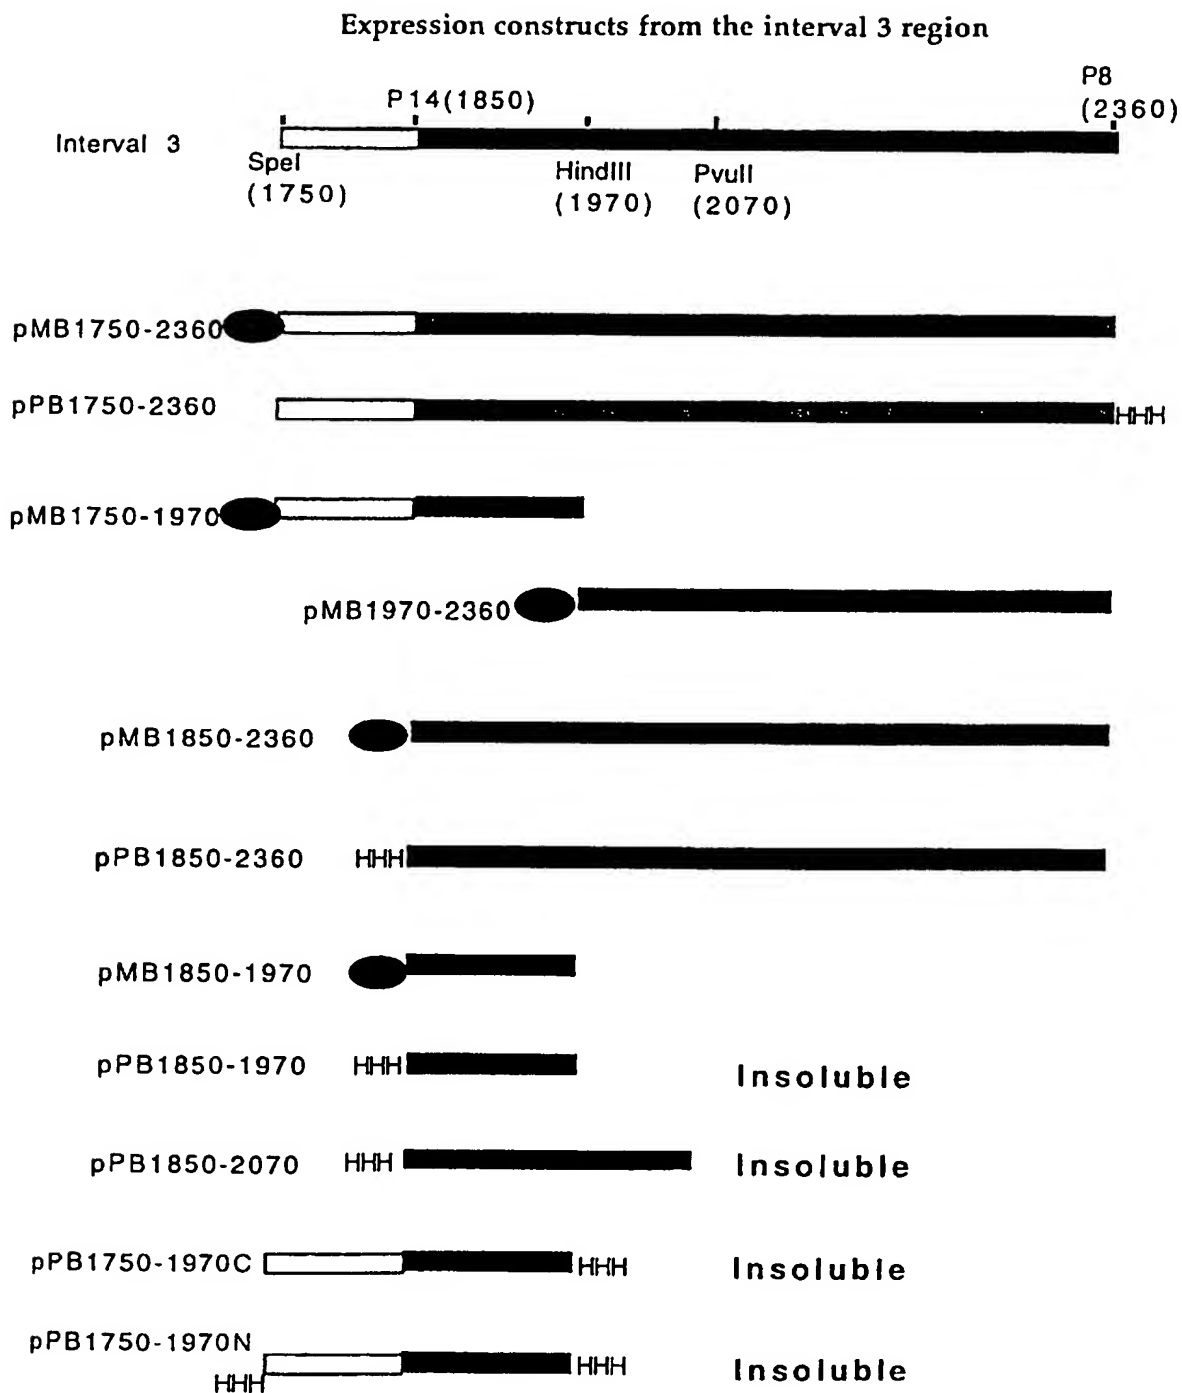 Expression constructs from the interval 3 region
P8
P14(1850)
(2360)
Interval 3
SpeI
(1750)
HindIII
(1970)
PvuII
(2070)
pMB1750-2360
pPB1750-2360
HHH
pMB1750-1970
pMB1970-2360
pMB1850-2360
pPB1850-2360 HHH
pMB1850-1970
pPB1850-1970 HHH
Insoluble
pPB1850-2070 HHH Insoluble
pPB1750-1970C HHH Insoluble
pPB1750-1970N
HHH HHH Insoluble